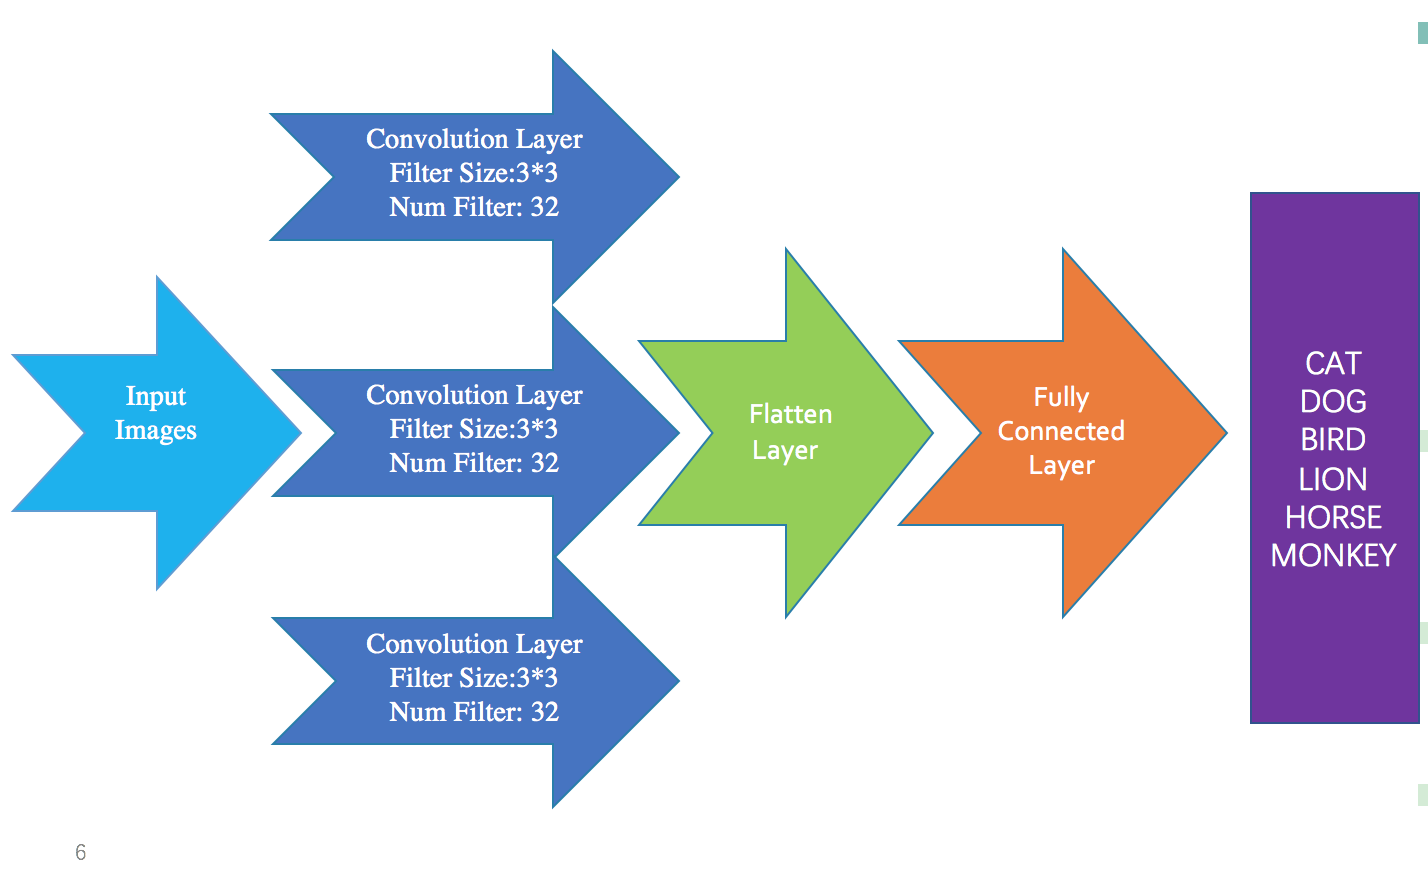 Convolution Layer
Filter Size:3*3
Num Filter: 32
Input
Images
Convolution Layer
Filter Size:3*3
Num Filter: 32
Flatten
Layer
Fully
Connected
Layer
CAT
DOG
BIRD
LION
HORSE
MONKEY
Convolution Layer
Filter Size:3*3
Num Filter: 32
6